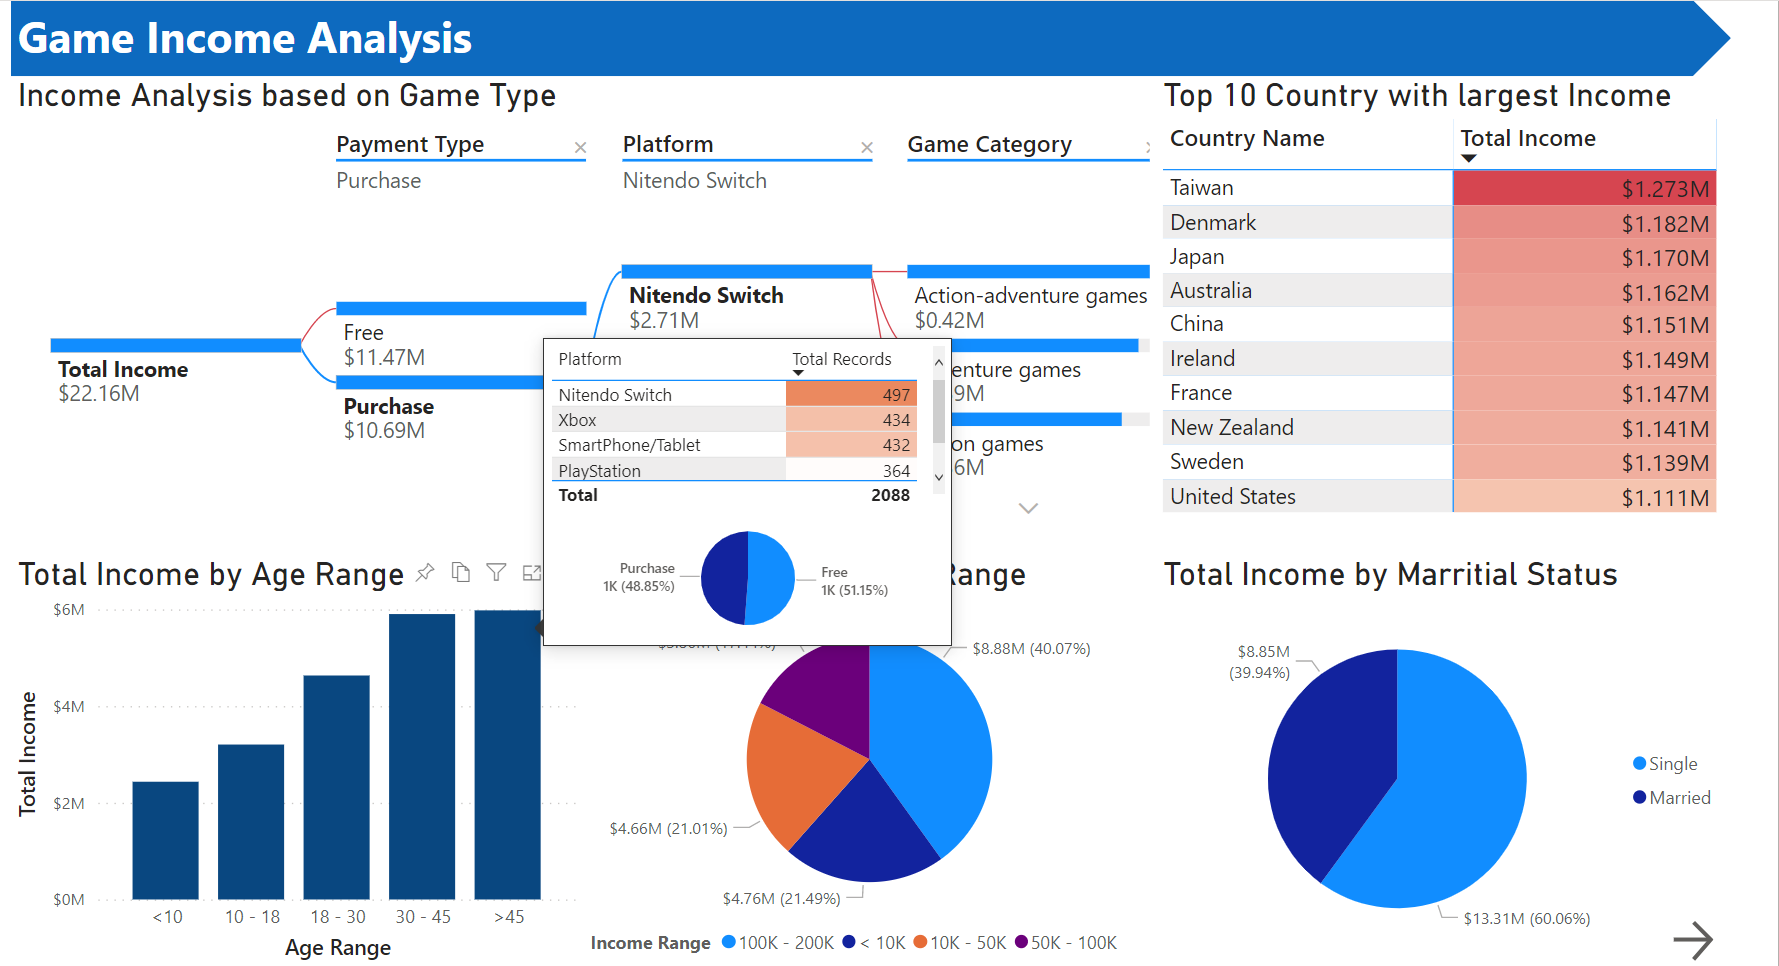 Game Income Analysis
Income Analysis based on Game Type
Payment Type
Purchase
Platform
Nitendo Switch
Game Category
Total Income
$22.16M
Free
$11.47M
Purchase
$10.69M
Nitendo Switch
$2.71M
Action-adventure games
$0.42M
enture games
9M
on games
6M
Platform Total Records
Nitendo Switch 497
Xbox 434
SmartPhone/Tablet 432
PlayStation 364
Total 2088
Purchase
1K (48.85%)
Free
1K (51.15%)
Top 10 Country with largest Income
Country Name Total Income
Taiwan $1.273M
Denmark $1.182M
Japan $1.170M
Australia $1.162M
China $1.151M
Ireland $1.149M
France $1.147M
New Zealand $1.141M
Sweden $1.139M
United States $1.111M
Total Income by Age Range
Total Income
$6M
$4M
$2M
$0M
<10 10 - 18 18 - 30 30 - 45 >45
Age Range
Range
$8.88M (40.07%)
$4.66M (21.01%)
$4.76M (21.49%)
Income Range 100K - 200K < 10K 10K - 50K 50K - 100K
Total Income by Marritial Status
$8.85M
(39.94%)
$13.31M (60.06%)
Single
Married